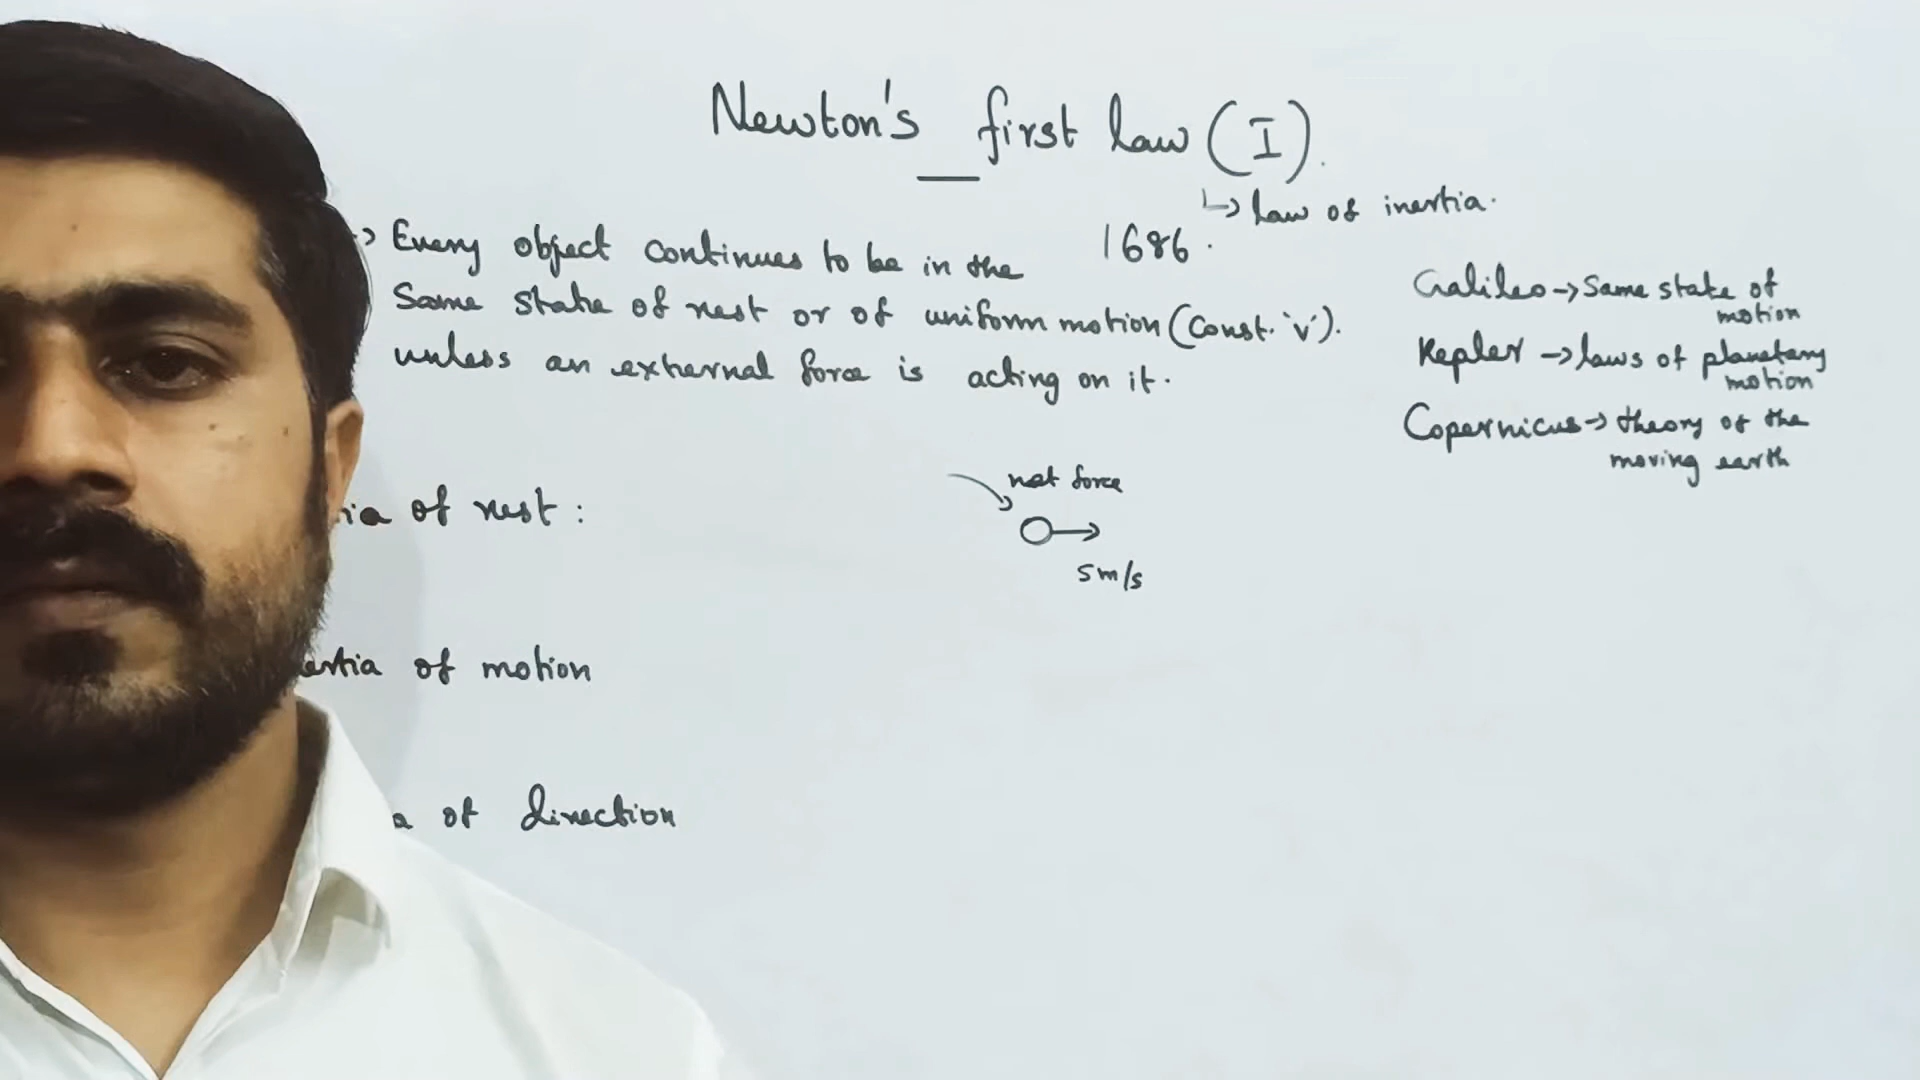 Newton's first law (I).
↳ law of inertia.
1686.
→ Every object continues to be in the
Same state of rest or of uniform motion (Const. 'v').
unless an external force is acting on it.
Galileo → Same state of
motion
Kepler → laws of planetary
motion
Copernicus → theory of the
moving earth
net force
5m/s
of rest :
of motion
of direction